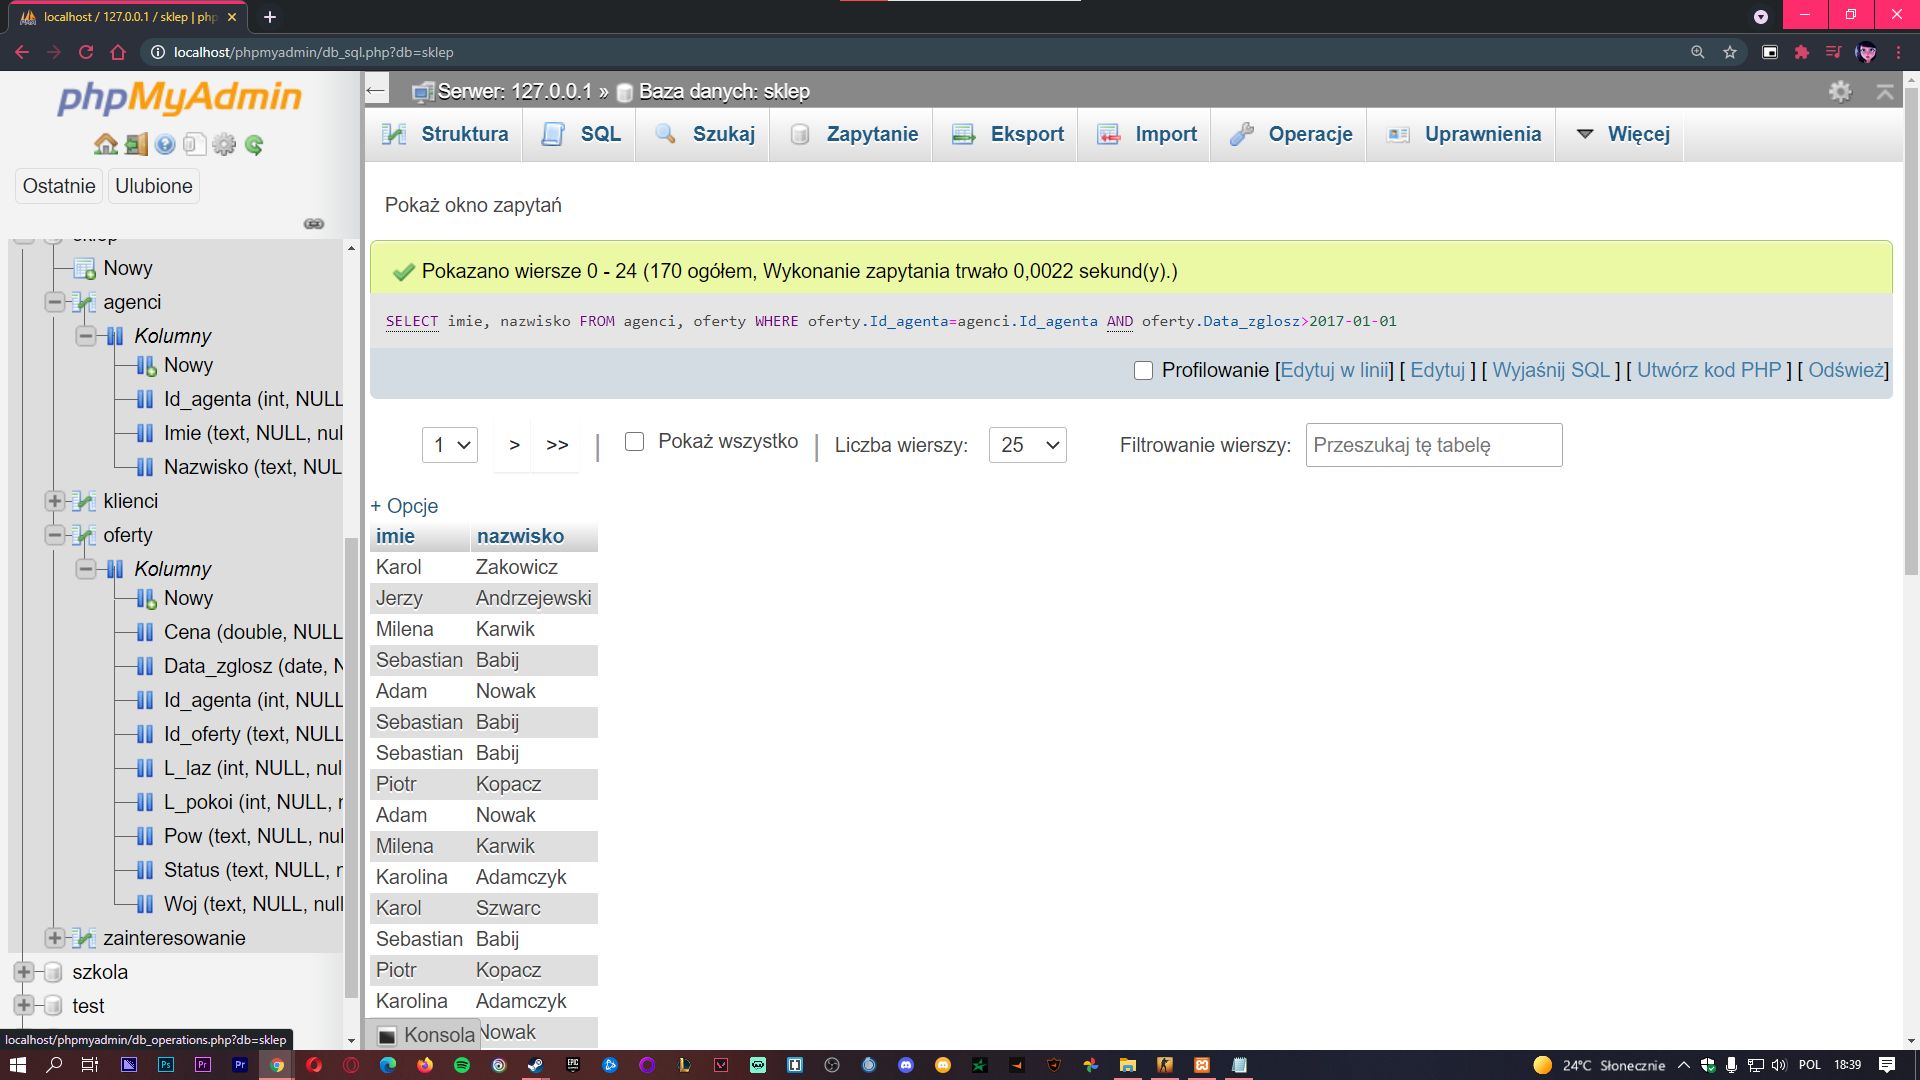 localhost / 127.0.0.1 / sklep | php
localhost/phpmyadmin/db_sql.php?db=sklep
phpMyAdmin
Ostatnie
Ulubione
Nowy
agenci
Kolumny
Nowy
Id_agenta (int, NULL
Imie (text, NULL, nul
Nazwisko (text, NUL
klienci
oferty
Kolumny
Nowy
Cena (double, NULL
Data_zglosz (date, N
Id_agenta (int, NULL
Id_oferty (text, NULL
L_laz (int, NULL, nul
L_pokoi (int, NULL, r
Pow (text, NULL, nul
Status (text, NULL, r
Woj (text, NULL, null
zainteresowanie
szkola
test
localhost/phpmyadmin/db_operations.php?db=sklep
Serwer: 127.0.0.1 » Baza danych: sklep
Struktura SQL Szukaj Zapytanie Eksport Import Operacje Uprawnienia Więcej
Pokaż okno zapytań
Pokazano wiersze 0 - 24 (170 ogółem, Wykonanie zapytania trwało 0,0022 sekund(y).)
SELECT imie, nazwisko FROM agenci, oferty WHERE oferty.Id_agenta=agenci.Id_agenta AND oferty.Data_zglosz>2017-01-01
Profilowanie [Edytuj w linii] [ Edytuj ] [ Wyjaśnij SQL ] [ Utwórz kod PHP ] [ Odśwież]
1 > >> | Pokaż wszystko | Liczba wierszy: 25 Filtrowanie wierszy: Przeszukaj tę tabelę
+ Opcje
imie nazwisko
Karol Zakowicz
Jerzy Andrzejewski
Milena Karwik
Sebastian Babij
Adam Nowak
Sebastian Babij
Sebastian Babij
Piotr Kopacz
Adam Nowak
Milena Karwik
Karolina Adamczyk
Karol Szwarc
Sebastian Babij
Piotr Kopacz
Karolina Adamczyk
Nowak
Konsola
24°C Słonecznie POL 18:39